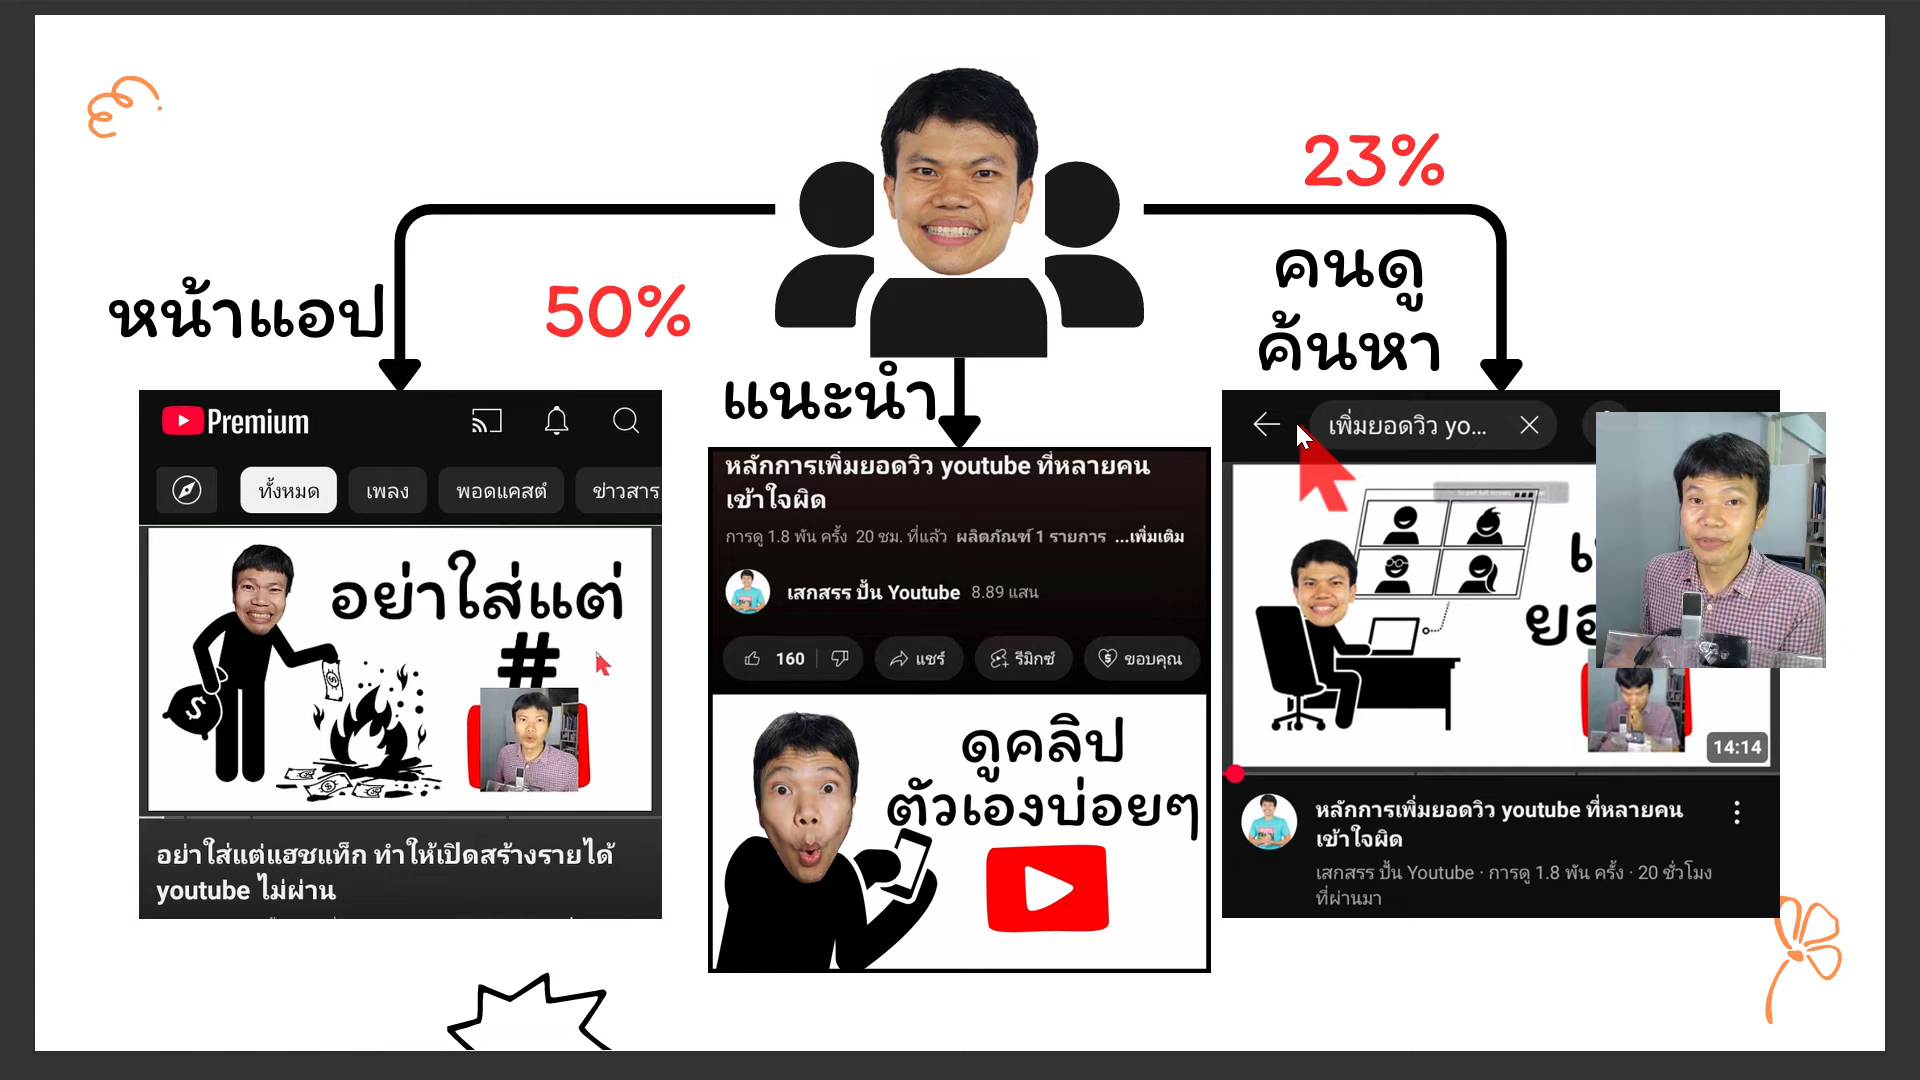 23%
หน้าแอป
50%
คนดู
ค้นหา
แนะนำ
Premium
ทั้งหมด
เพลง
พอดแคสต์
ข่าวสาร
อย่าใส่แต่
#
อย่าใส่แต่แฮชแท็ก ทำให้เปิดสร้างรายได้
youtube ไม่ผ่าน
หลักการเพิ่มยอดวิว youtube ที่หลายคน
เข้าใจผิด
การดู 1.8 พัน ครั้ง 20 ชม. ที่แล้ว ผลิตภัณฑ์ 1 รายการ ...เพิ่มเติม
เสกสรร ปั้น Youtube 8.89 แสน
160
แชร์
รีมิกซ์
ขอบคุณ
ดูคลิป
ตัวเองบ่อยๆ
เพิ่มยอดวิว yo...
14:14
หลักการเพิ่มยอดวิว youtube ที่หลายคน
เข้าใจผิด
เสกสรร ปั้น Youtube · การดู 1.8 พัน ครั้ง · 20 ชั่วโมง
ที่ผ่านมา